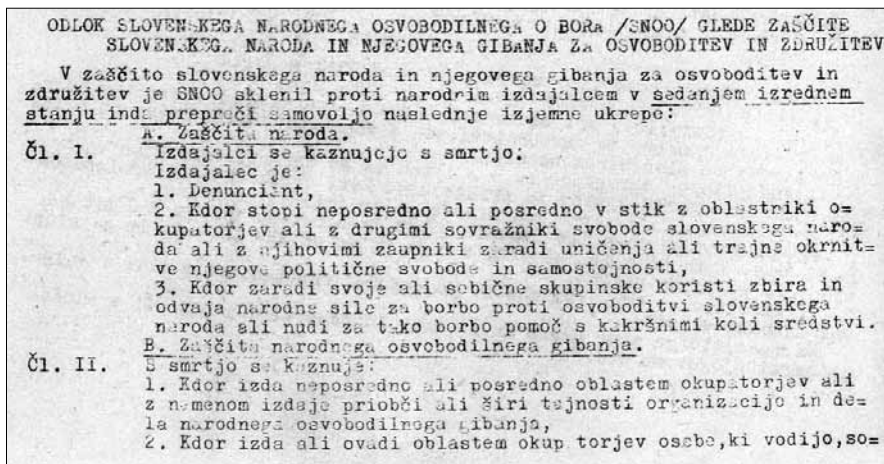 ODLOK SLOVENSKEGA NARODNEGA OSVOBODILNEGA O BORA /SNOO/ GLEDE ZAŠČITE
SLOVENSKEGA NARODA IN NJEGOVEGA GIBANJA ZA OSVOBODITEV IN ZDRUŽITEV
V zaščito slovenskega naroda in njegovega gibanja za osvoboditev in
združitev je SNOO sklenil proti narodnim izdajalcem v sedanjem izrednem
stanju inda prepreči samovoljo naslednje izjemne ukrepe:
A. Zaščita naroda.
Čl. I. Izdajalci se kaznujejo s smrtjo.
Izdajalec je:
1. Denunciant,
2. Kdor stopi neposredno ali posredno v stik z oblastniki o=
kupatorjev ali z drugimi sovražniki svobode slovenskega naro=
da ali z njihovimi zaupniki zaradi uničenja ali trajne okrnit=
ve njegove politične svobode in samostojnosti,
3. Kdor zaradi svoje ali sebične skupinske koristi zbira in
odvaja narodne sile za borbo proti osvoboditvi slovenskega
naroda ali nudi za tako borbo pomoč s kakršnimi koli sredstvi.
B. Zaščita narodnega osvobodilnega gibanja.
Čl. II. S smrtjo se kaznuje:
1. Kdor izda neposredno ali posredno oblastem okupatorjev ali
z namenom izdaje priobči ali širi tajnosti organizacije in de=
la narodnega osvobodilnega gibanja,
2. Kdor izda ali ovadi oblastem okup torjev osebe,ki vodijo,so=